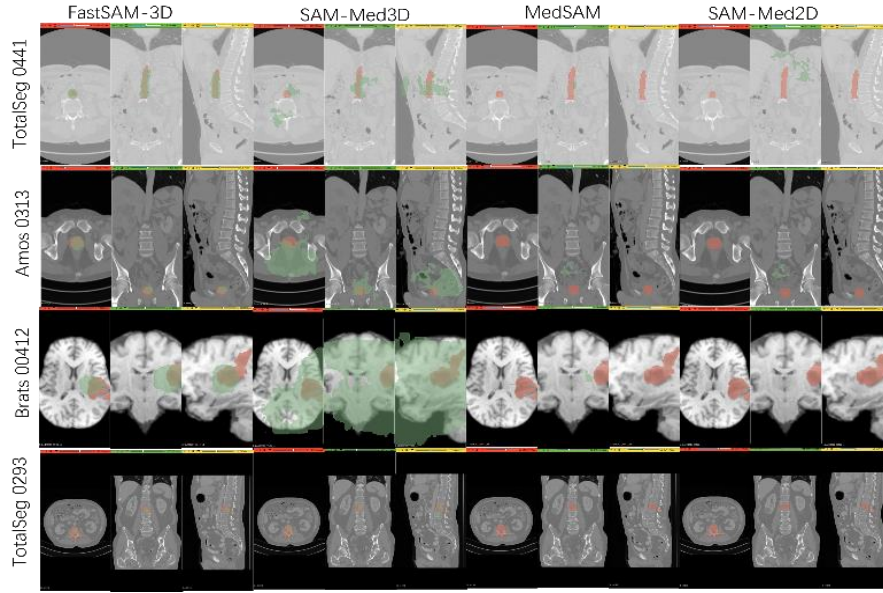 FastSAM-3D SAM-Med3D MedSAM SAM-Med2D
TotalSeg 0441
Amos 0313
Brats 00412
TotalSeg 0293